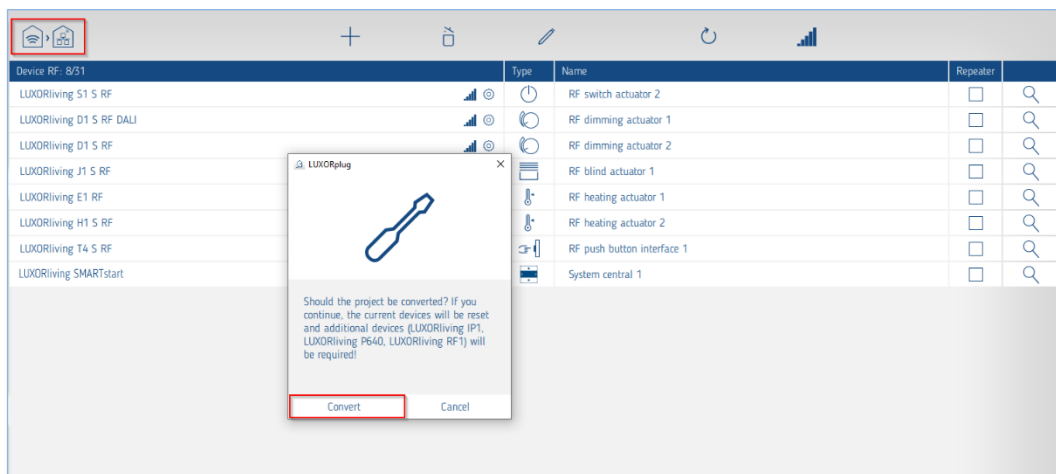 Device RF: 8/31 Type Name Repeater
LUXORliving S1 S RF RF switch actuator 2
LUXORliving D1 S RF DALI RF dimming actuator 1
LUXORliving D1 S RF RF dimming actuator 2
LUXORliving J1 S RF RF blind actuator 1
LUXORliving E1 RF RF heating actuator 1
LUXORliving H1 S RF RF heating actuator 2
LUXORliving T4 S RF RF push button interface 1
LUXORliving SMARTstart System central 1
LUXORplug
Should the project be converted? If you
continue, the current devices will be reset
and additional devices (LUXORliving IP1,
LUXORliving P640, LUXORliving RF1) will
be required!
Convert Cancel